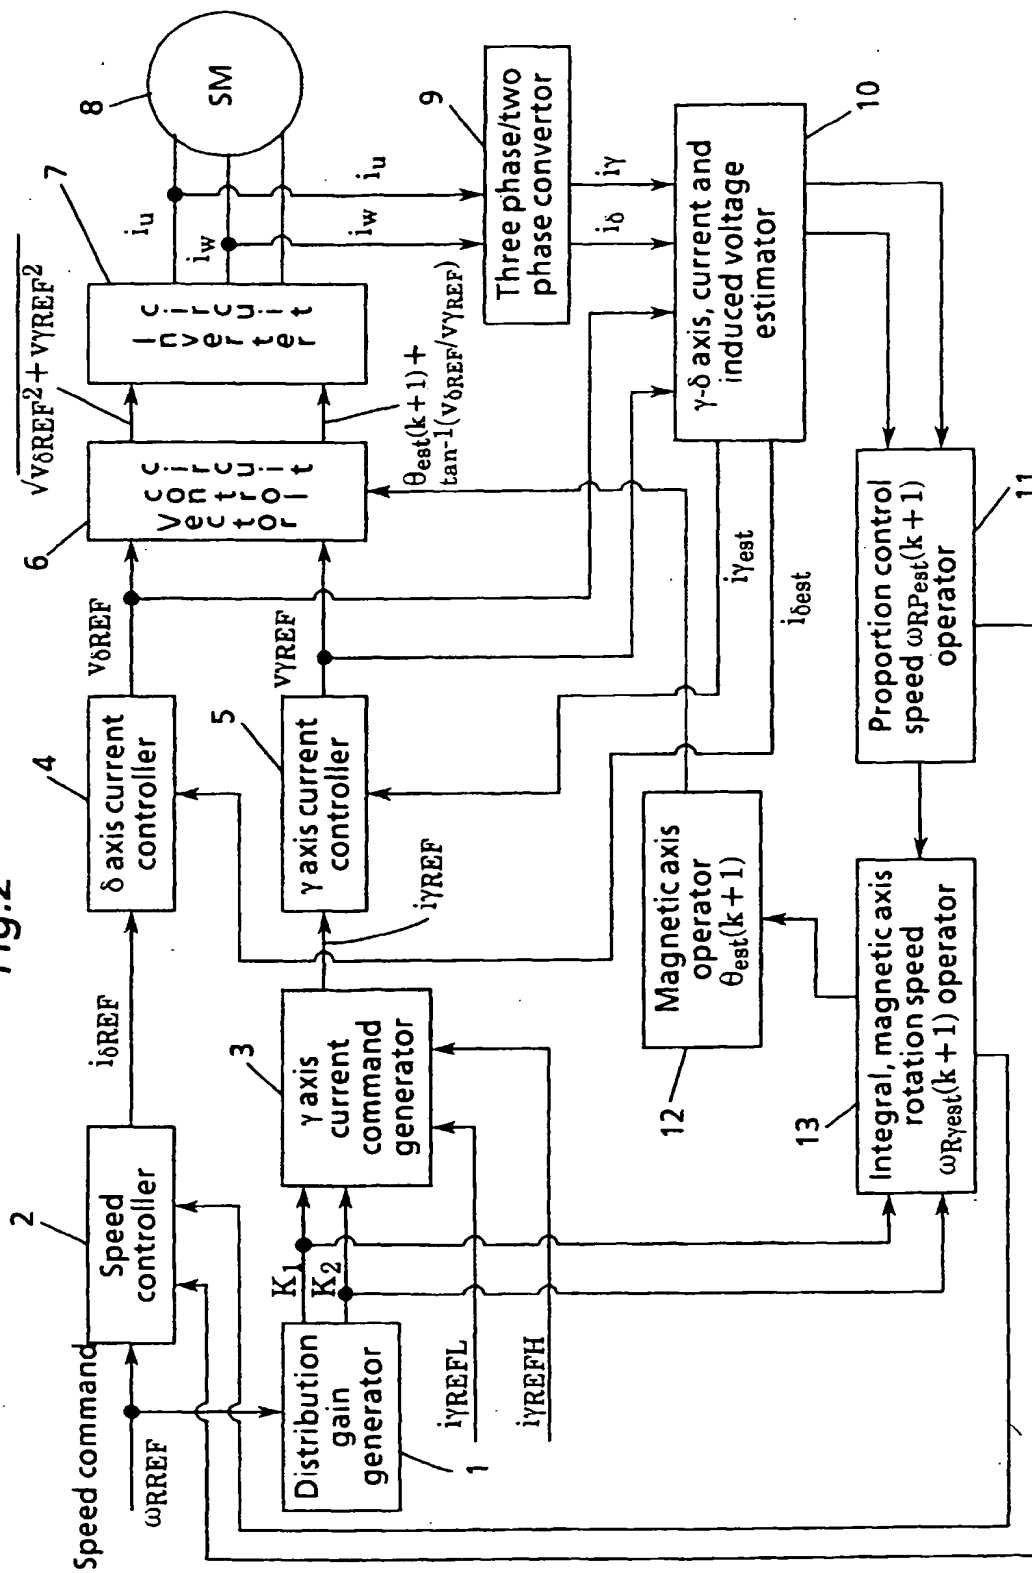 Fig.2
Speed command
ωRREF
2
Speed
controller
iδREF
4
δ axis current
controller
VδREF
6
Vector
control
circuit
√VδREF² + VγREF²
7
Inverter
circuit
iu
iw
8
SM
Distribution
gain
generator
1
K1
K2
3
γ axis
current
command
generator
iγREF
5
γ axis current
controller
VγREF
θest(k+1) +
tan-1(VδREF/VγREF)
iu
iw
9
Three phase/two
phase convertor
iγREFL
iγREFH
iγest
iδest
iδ
iγ
10
γ-δ axis, current and
induced voltage
estimator
12
Magnetic axis
operator
θest(k+1)
13
Integral, magnetic axis
rotation speed
ωRγest(k+1) operator
Proportion control
speed ωRPest(k+1)
operator
11